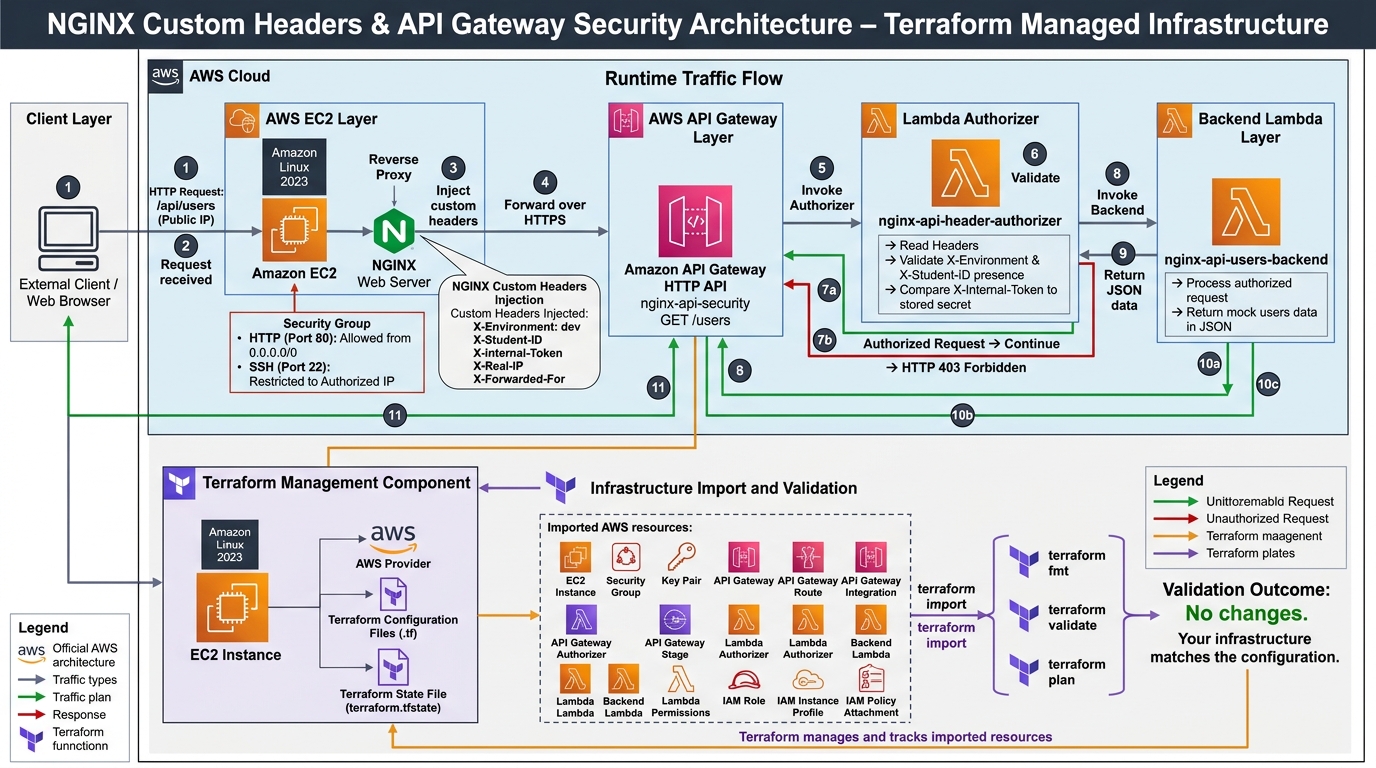 NGINX Custom Headers & API Gateway Security Architecture – Terraform Managed Infrastructure
aws
AWS Cloud
Runtime Traffic Flow
Client Layer
1
External Client /
Web Browser
1
HTTP Request:
/api/users
(Public IP)
2
Request
received
AWS EC2 Layer
Amazon
Linux
2023
Amazon EC2
Reverse
Proxy
N
NGINX
Web Server
3
Inject
custom
headers
Security Group
• HTTP (Port 80): Allowed from
0.0.0.0/0
• SSH (Port 22):
Restricted to Authorized IP
NGINX Custom Headers
Injection
Custom Headers Injected:
X-Environment: dev
X-Student-ID
X-internal-Token
X-Real-IP
X-Forwarded-For
4
Forward over
HTTPS
AWS API Gateway
Layer
Amazon API Gateway
HTTP API
nginx-api-security
GET /users
5
Invoke
Authorizer
Lambda Authorizer
6
Validate
nginx-api-header-authorizer
→ Read Headers
→ Validate X-Environment &
X-Student-iD presence
→ Compare X-Internal-Token to
stored secret
7a
7b
Authorized Request → Continue
→ HTTP 403 Forbidden
8
Invoke
Backend
9
Return
JSON
data
Backend Lambda
Layer
nginx-api-users-backend
→ Process authorized
request
→ Return mock users data
in JSON
11
8
10a
10c
11
10b
Terraform Management Component
Amazon
Linux
2023
EC2 Instance
aws
AWS Provider
Terraform Configuration
Files (.tf)
Terraform State File
(terraform.tfstate)
Infrastructure Import and Validation
Imported AWS resources:
EC2
Instance
Security
Group
Key Pair
API Gateway
API Gateway
Route
API Gateway
Integration
API Gateway
Authorizer
API Gateway
Stage
Lambda
Authorizer
Lambda
Authorizer
Backend
Lambda
Lambda
Lambda
Backend
Lambda
Lambda
Permissions
IAM Role
IAM Instance
Profile
IAM Policy
Attachment
terraform
import
terraform
import
terraform
fmt
terraform
validate
terraform
plan
Legend
Unittoremabld Request
Unauthorized Request
Terraform maagenent
Terraform plates
Validation Outcome:
No changes.
Your infrastructure
matches the configuration.
Terraform manages and tracks imported resources
Legend
aws
Official AWS
architecture
Traffic types
Traffic plan
Response
Terraform
funnctionn